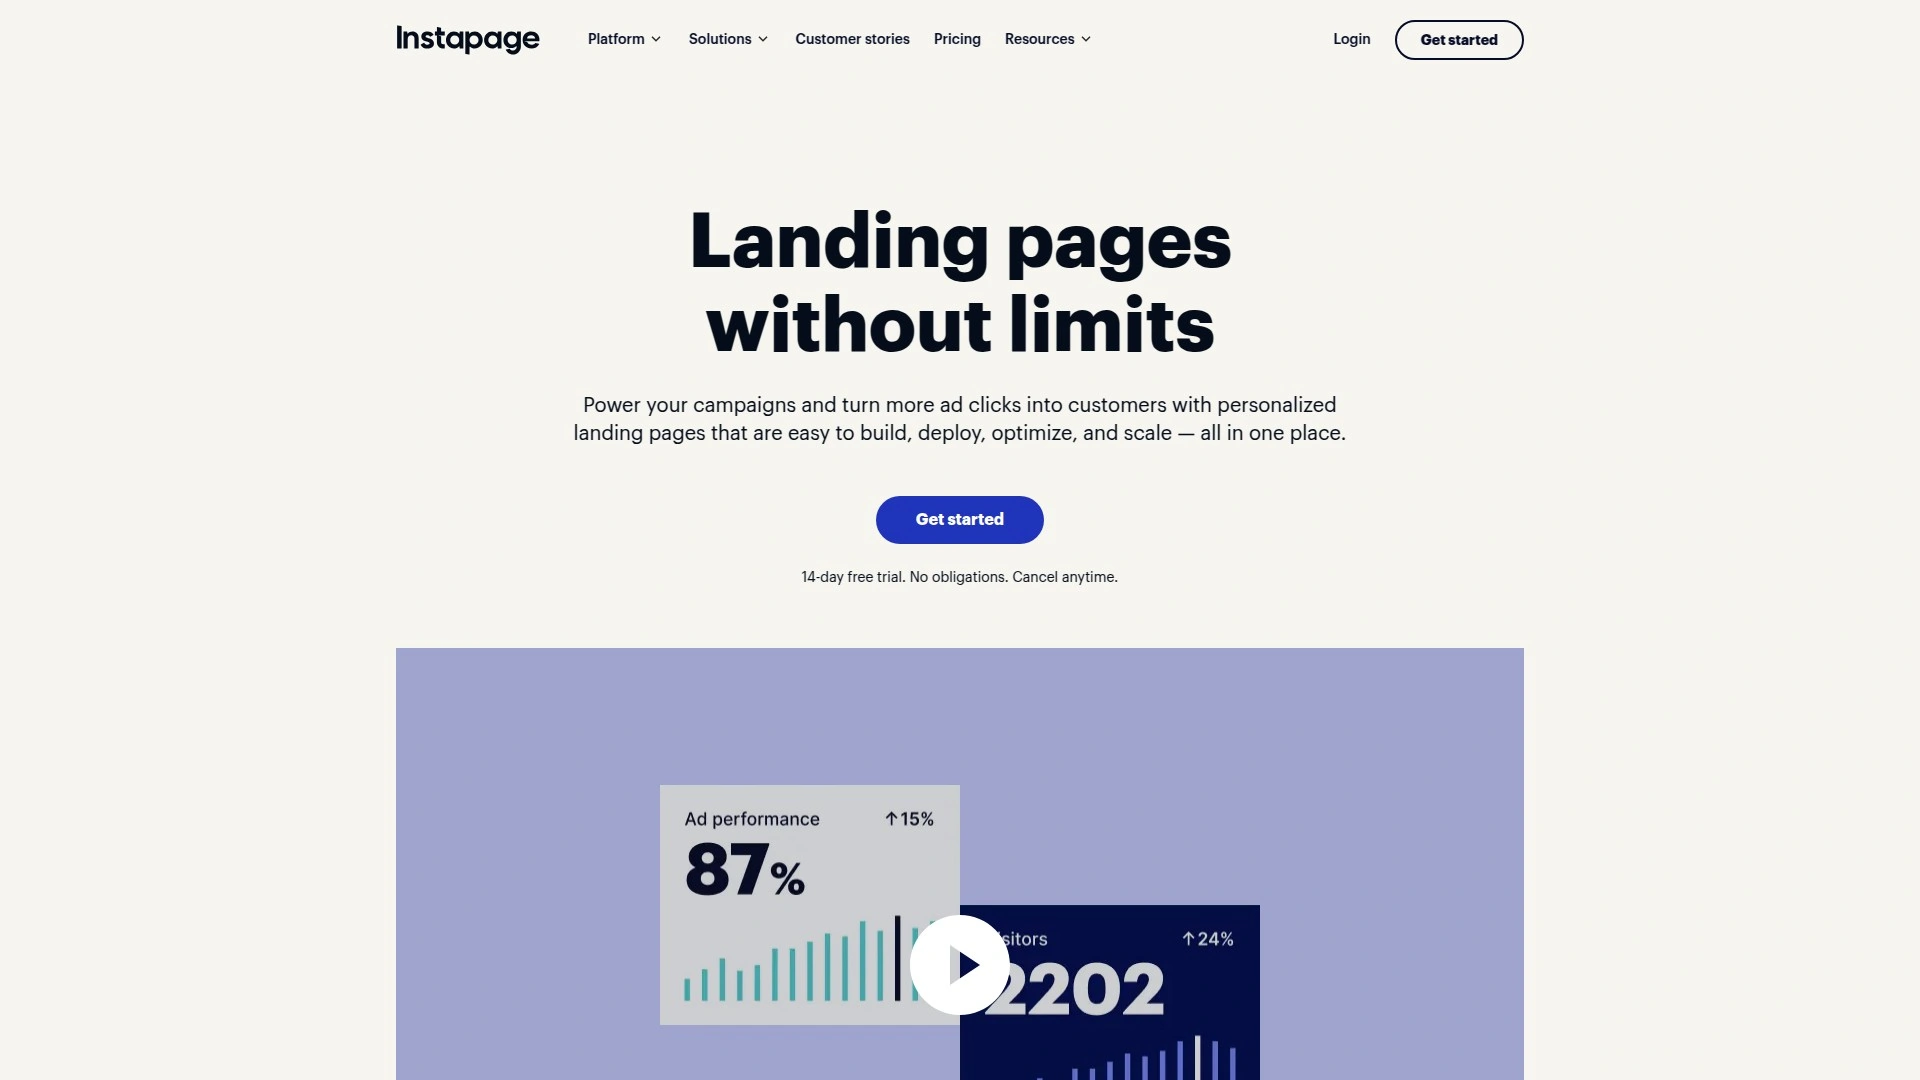 Instapage
Platform
Solutions
Customer stories
Pricing
Resources
Login
Get started
Landing pages
without limits
Power your campaigns and turn more ad clicks into customers with personalized
landing pages that are easy to build, deploy, optimize, and scale — all in one place.
Get started
14-day free trial. No obligations. Cancel anytime.
Ad performance
↑15%
87%
sitors
↑24%
2202